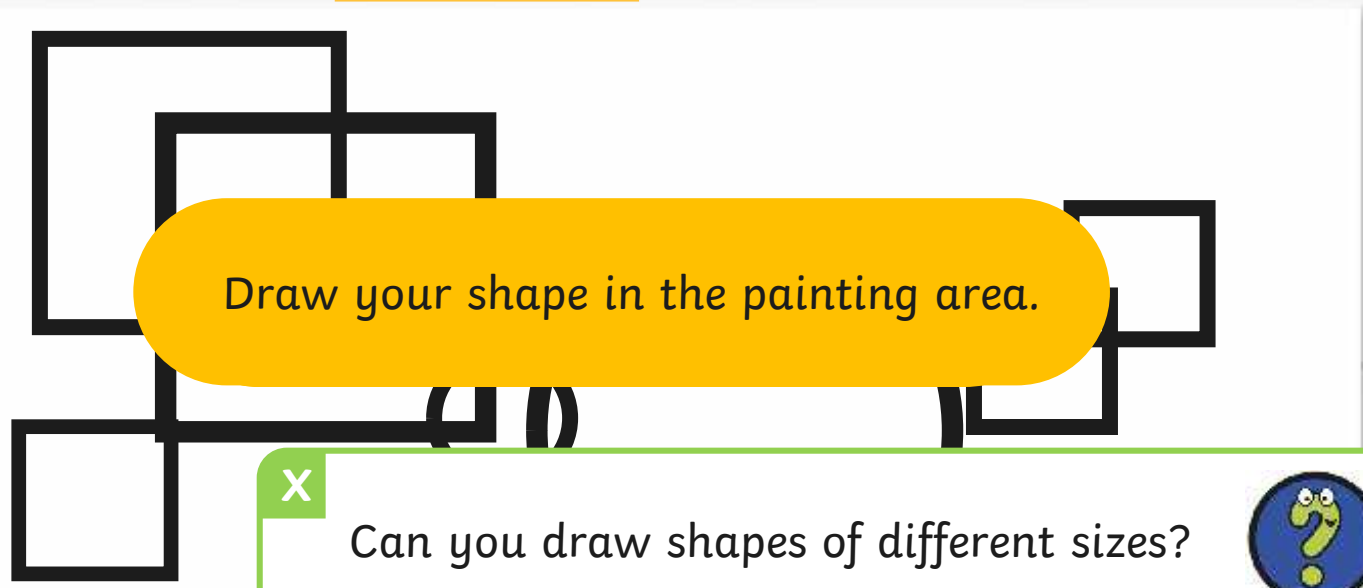 Draw your shape in the painting area.
X
Can you draw shapes of different sizes?
?